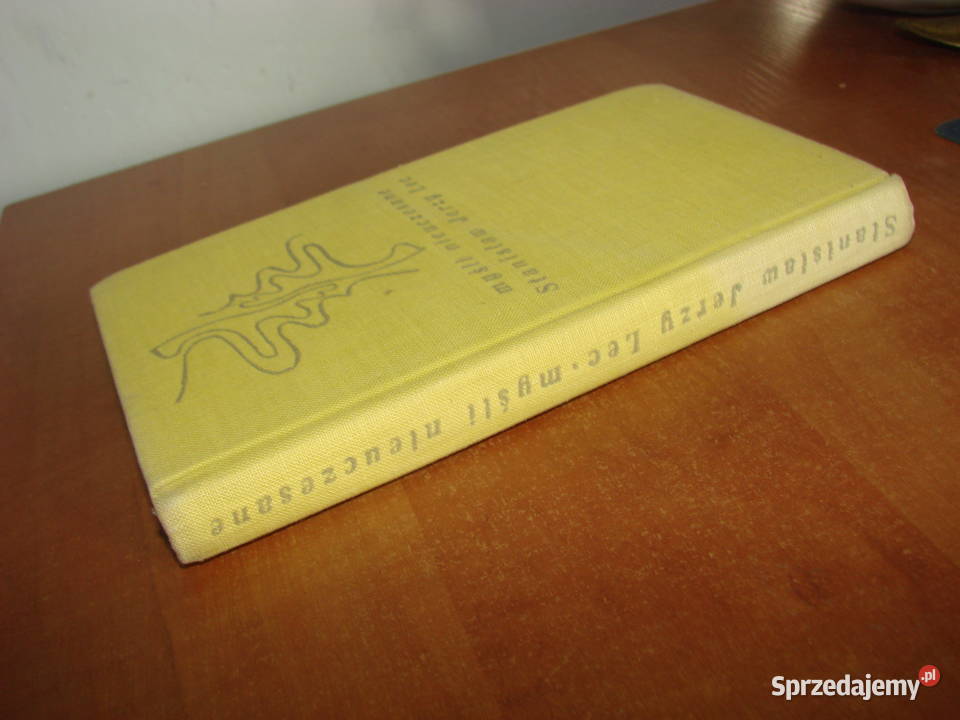 Stanisław Jerzy Lec
myśli nieuczesane
Stanisław Jerzy Lec · myśli nieuczesane
Sprzedajemy.pl